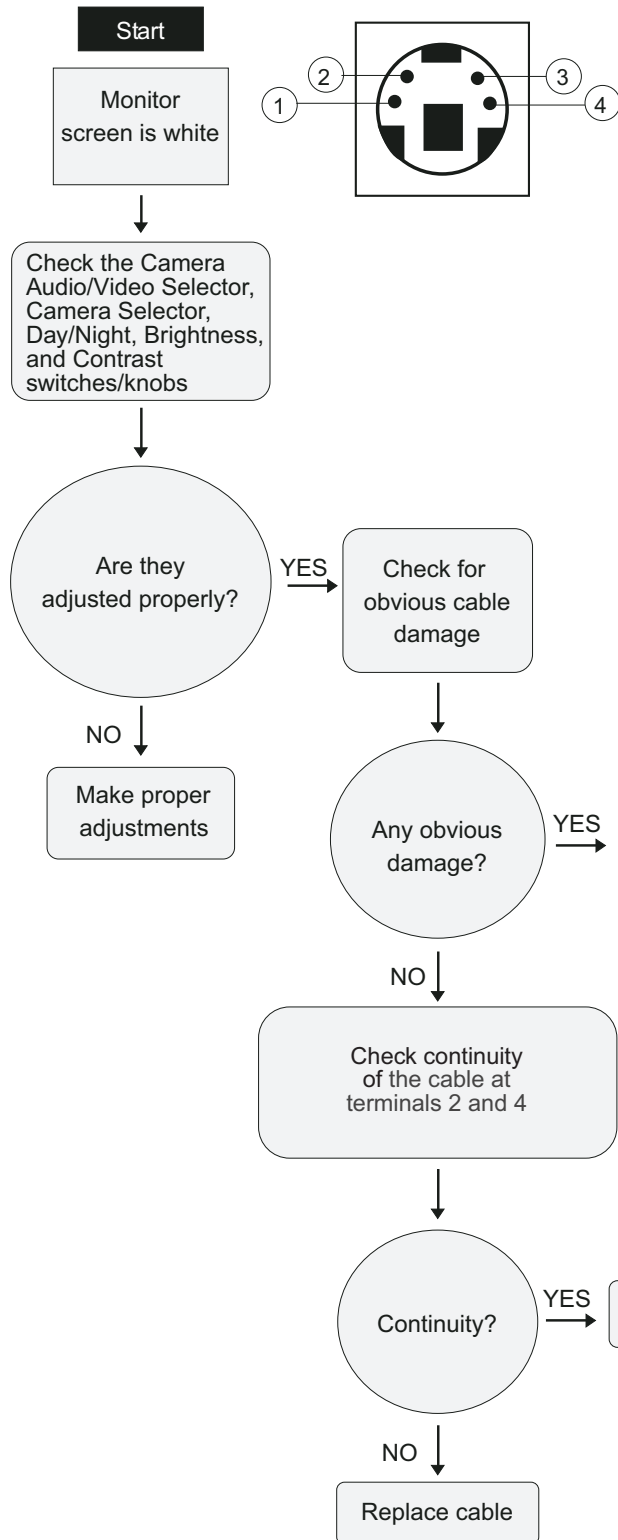 Start
Monitor
screen is white
2
3
1
4
Check the Camera
Audio/Video Selector,
Camera Selector,
Day/Night, Brightness,
and Contrast
switches/knobs
Are they
adjusted properly?
YES
Check for
obvious cable
damage
NO
Make proper
adjustments
Any obvious
damage?
YES
NO
Check continuity
of the cable at
terminals 2 and 4
Continuity?
YES
NO
Replace cable